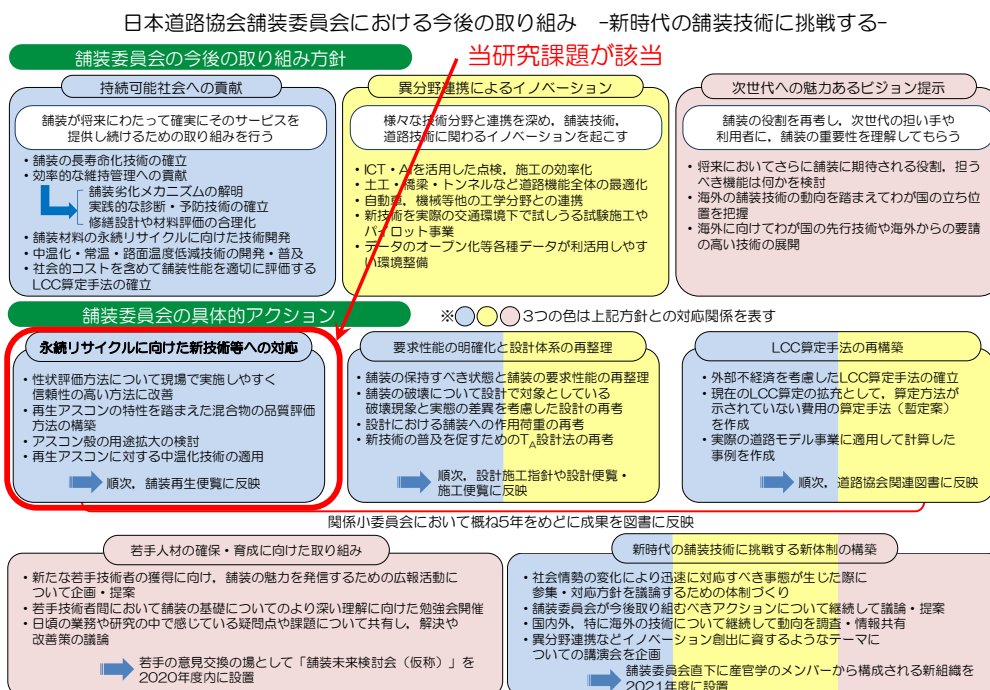 日本道路協会舗装委員会における今後の取り組み　-新時代の舗装技術に挑戦する-
舗装委員会の今後の取り組み方針
当研究課題が該当
持続可能社会への貢献
舗装が将来にわたって確実にそのサービスを
提供し続けるための取り組みを行う
・舗装の長寿命化技術の確立
・効率的な維持管理への貢献
舗装劣化メカニズムの解明
実践的な診断・予防技術の確立
修繕設計や材料評価の合理化
・舗装材料の永続リサイクルに向けた技術開発
・中温化・常温・路面温度低減技術の開発・普及
・社会的コストを含めて舗装性能を適切に評価する
LCC算定手法の確立
異分野連携によるイノベーション
様々な技術分野と連携を深め，舗装技術，
道路技術に関わるイノベーションを起こす
・ICT・AIを活用した点検，施工の効率化
・土工・橋梁・トンネルなど道路機能全体の最適化
・自動車，機械等他の工学分野との連携
・新技術を実際の交通環境下で試しうる試験施工や
パイロット事業
・データのオープン化等各種データが利活用しやす
い環境整備
次世代への魅力あるビジョン提示
舗装の役割を再考し，次世代の担い手や
利用者に，舗装の重要性を理解してもらう
・将来においてさらに舗装に期待される役割，担う
べき機能は何かを検討
・海外の舗装技術の動向を踏まえてわが国の立ち位
置を把握
・海外に向けてわが国の先行技術や海外からの要請
の高い技術の展開
舗装委員会の具体的アクション
※○○○3つの色は上記方針との対応関係を表す
永続リサイクルに向けた新技術等への対応
・性状評価方法について現場で実施しやすく
信頼性の高い方法に改善
・再生アスコンの特性を踏まえた混合物の品質評価
方法の構築
・アスコン殻の用途拡大の検討
・再生アスコンに対する中温化技術の適用
順次，舗装再生便覧に反映
要求性能の明確化と設計体系の再整理
・舗装の保持すべき状態と舗装の要求性能の再整理
・舗装の破壊について設計で対象としている
破壊現象と実態の差異を考慮した設計の再考
・設計における舗装への作用荷重の再考
・新技術の普及を促すためのTA設計法の再考
順次，設計施工指針や設計便覧・
施工便覧に反映
LCC算定手法の再構築
・外部不経済を考慮したLCC算定手法の確立
・現在のLCC算定の拡充として，算定方法が
示されていない費用の算定手法（暫定案）
を作成
・実際の道路モデル事業に適用して計算した
事例を作成
順次，道路協会関連図書に反映
関係小委員会において概ね5年をめどに成果を図書に反映
若手人材の確保・育成に向けた取り組み
・新たな若手技術者の獲得に向け，舗装の魅力を発信するための広報活動に
ついて企画・提案
・若手技術者間において舗装の基礎についてのより深い理解に向けた勉強会開催
・日頃の業務や研究の中で感じている疑問点や課題について共有し，解決や
改善策の議論
若手の意見交換の場として「舗装未来検討会（仮称）」を
2020年度内に設置
新時代の舗装技術に挑戦する新体制の構築
・社会情勢の変化により迅速に対応すべき事態が生じた際に
参集・対応方針を議論するための体制づくり
・舗装委員会が今後取り組むべきアクションについて継続して議論・提案
・国内外，特に海外の技術について継続して動向を調査・情報共有
・異分野連携などイノベーション創出に資するようなテーマに
ついての講演会を企画
舗装委員会直下に産官学のメンバーから構成される新組織を
2021年度に設置